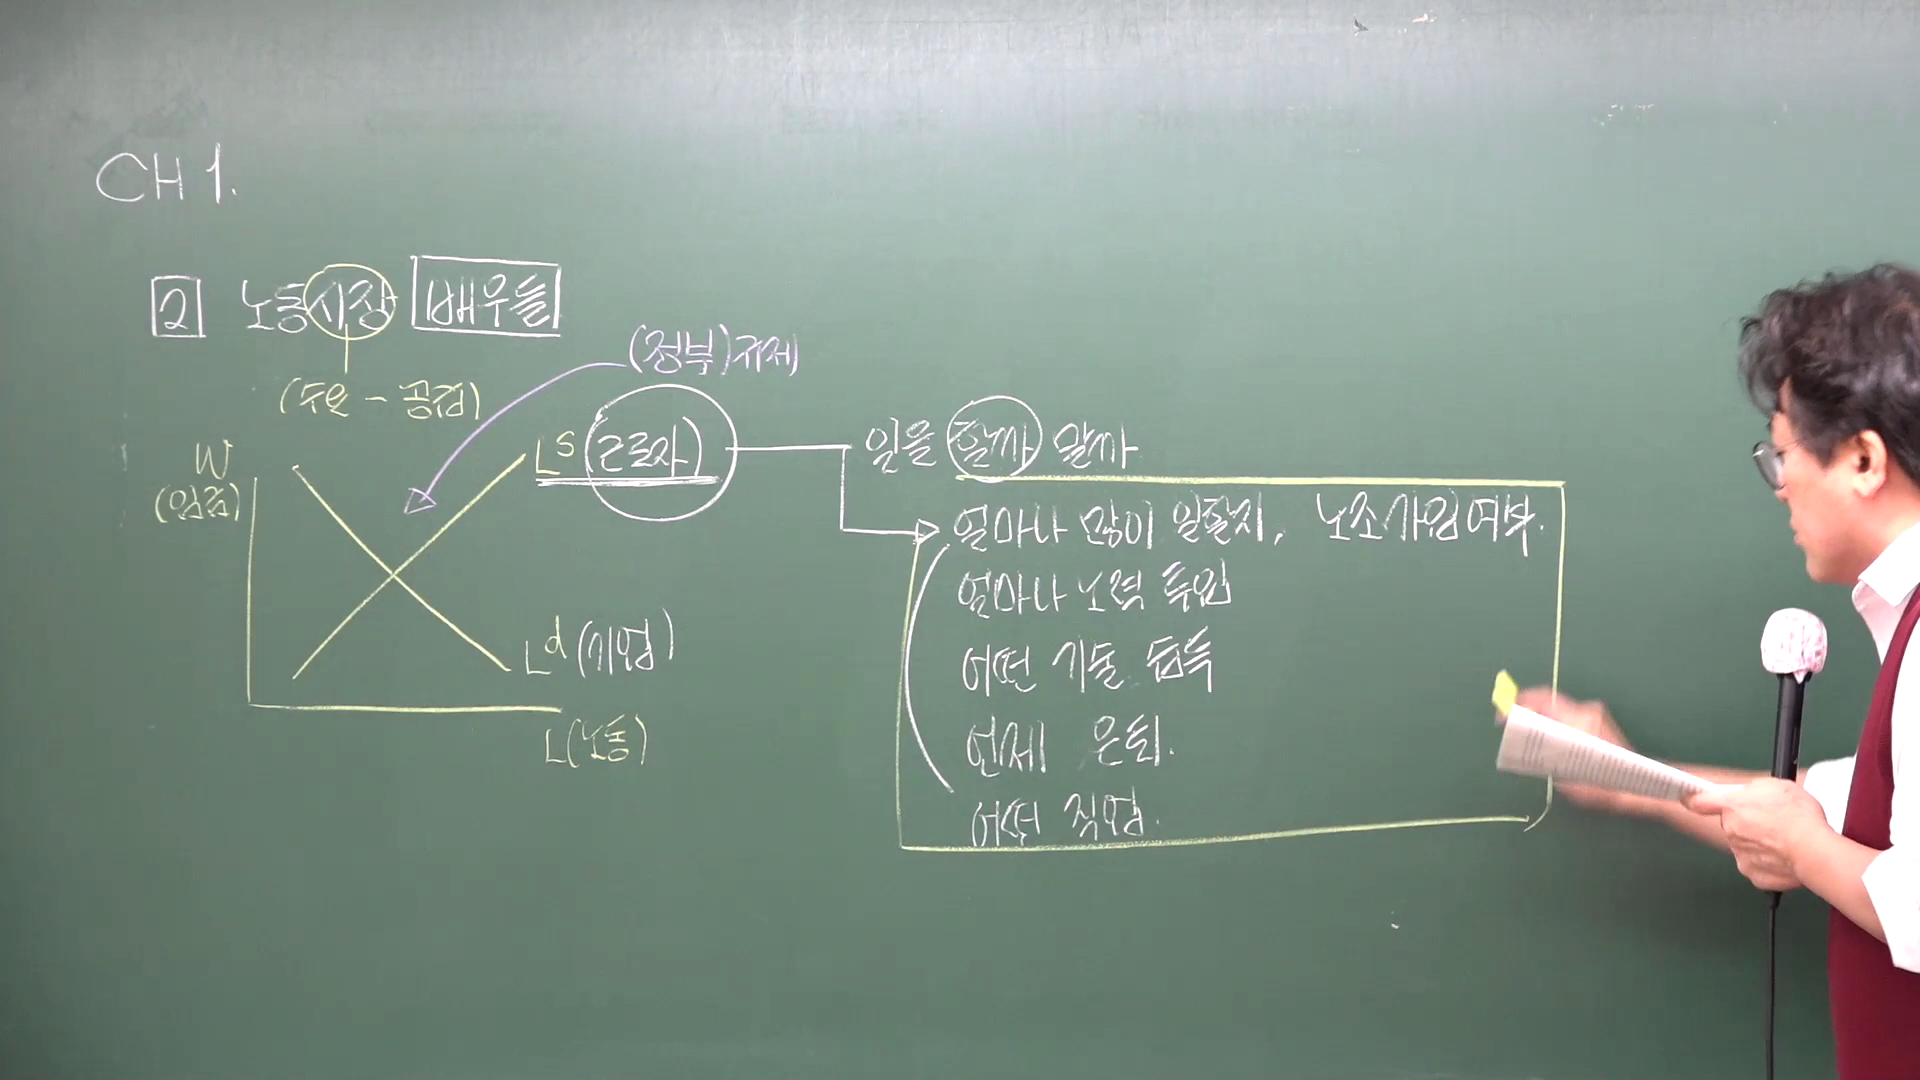 CH 1.
2 노동시장 배우들
(정부)규제
(수요 - 공급)
W
(임금)
L^S (근로자)
일을 할까 말까
얼마나 많이 일할지, 노조가입여부.
얼마나 노력 투입
어떤 기술 습득
L^d (기업)
언제 은퇴.
L(노동)
어떤 직업.